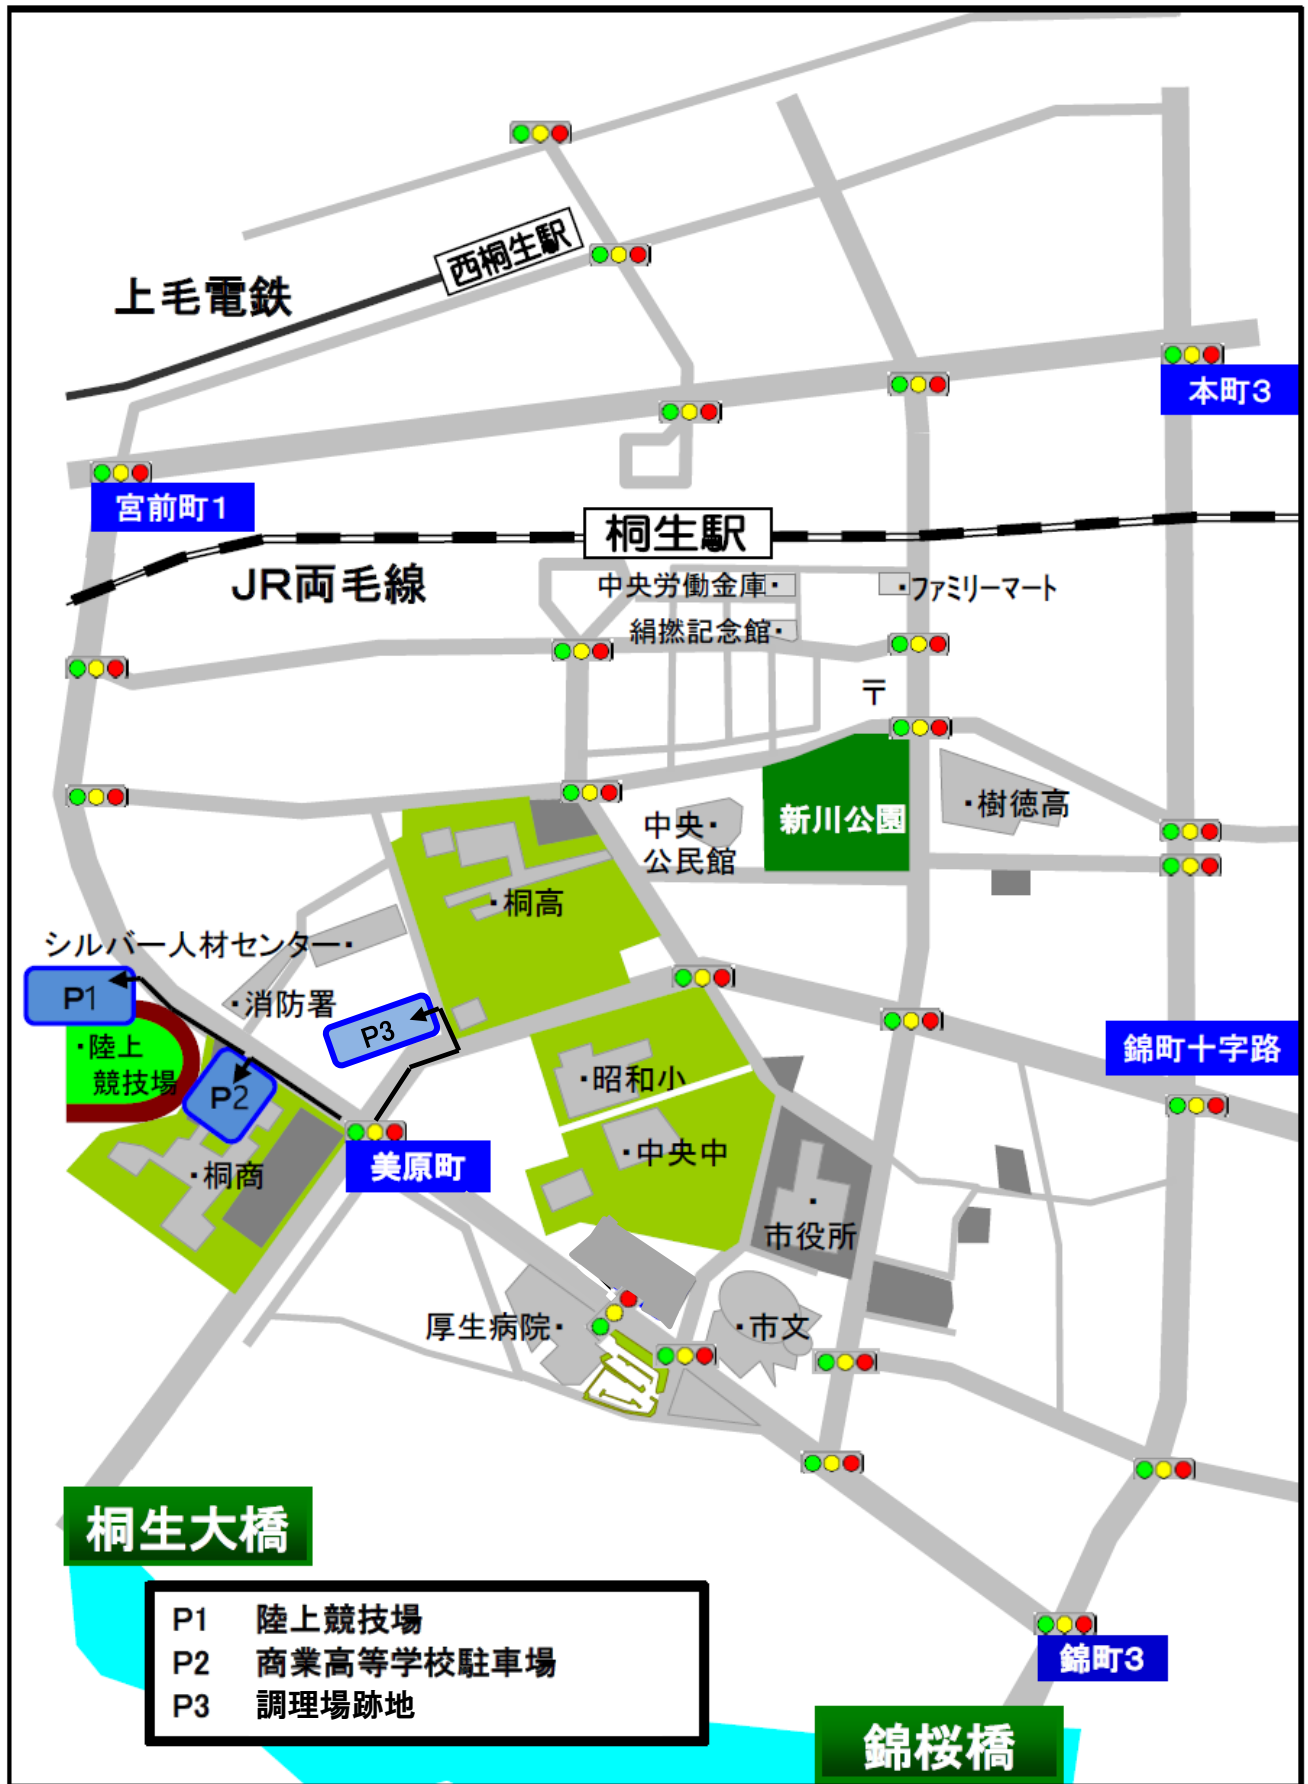 西桐生駅
上毛電鉄
本町3
宮前町1
桐生駅
JR両毛線
中央労働金庫・
・ファミリーマート
絹撚記念館・
〒
新川公園
・樹徳高
中央・
公民館
・桐高
シルバー人材センター・
P1
・消防署
P3
・陸上
競技場
錦町十字路
P2
・昭和小
・中央中
美原町
・桐商
・
市役所
厚生病院・
・市文
桐生大橋
P1 陸上競技場
P2 商業高等学校駐車場
P3 調理場跡地
錦町3
錦桜橋